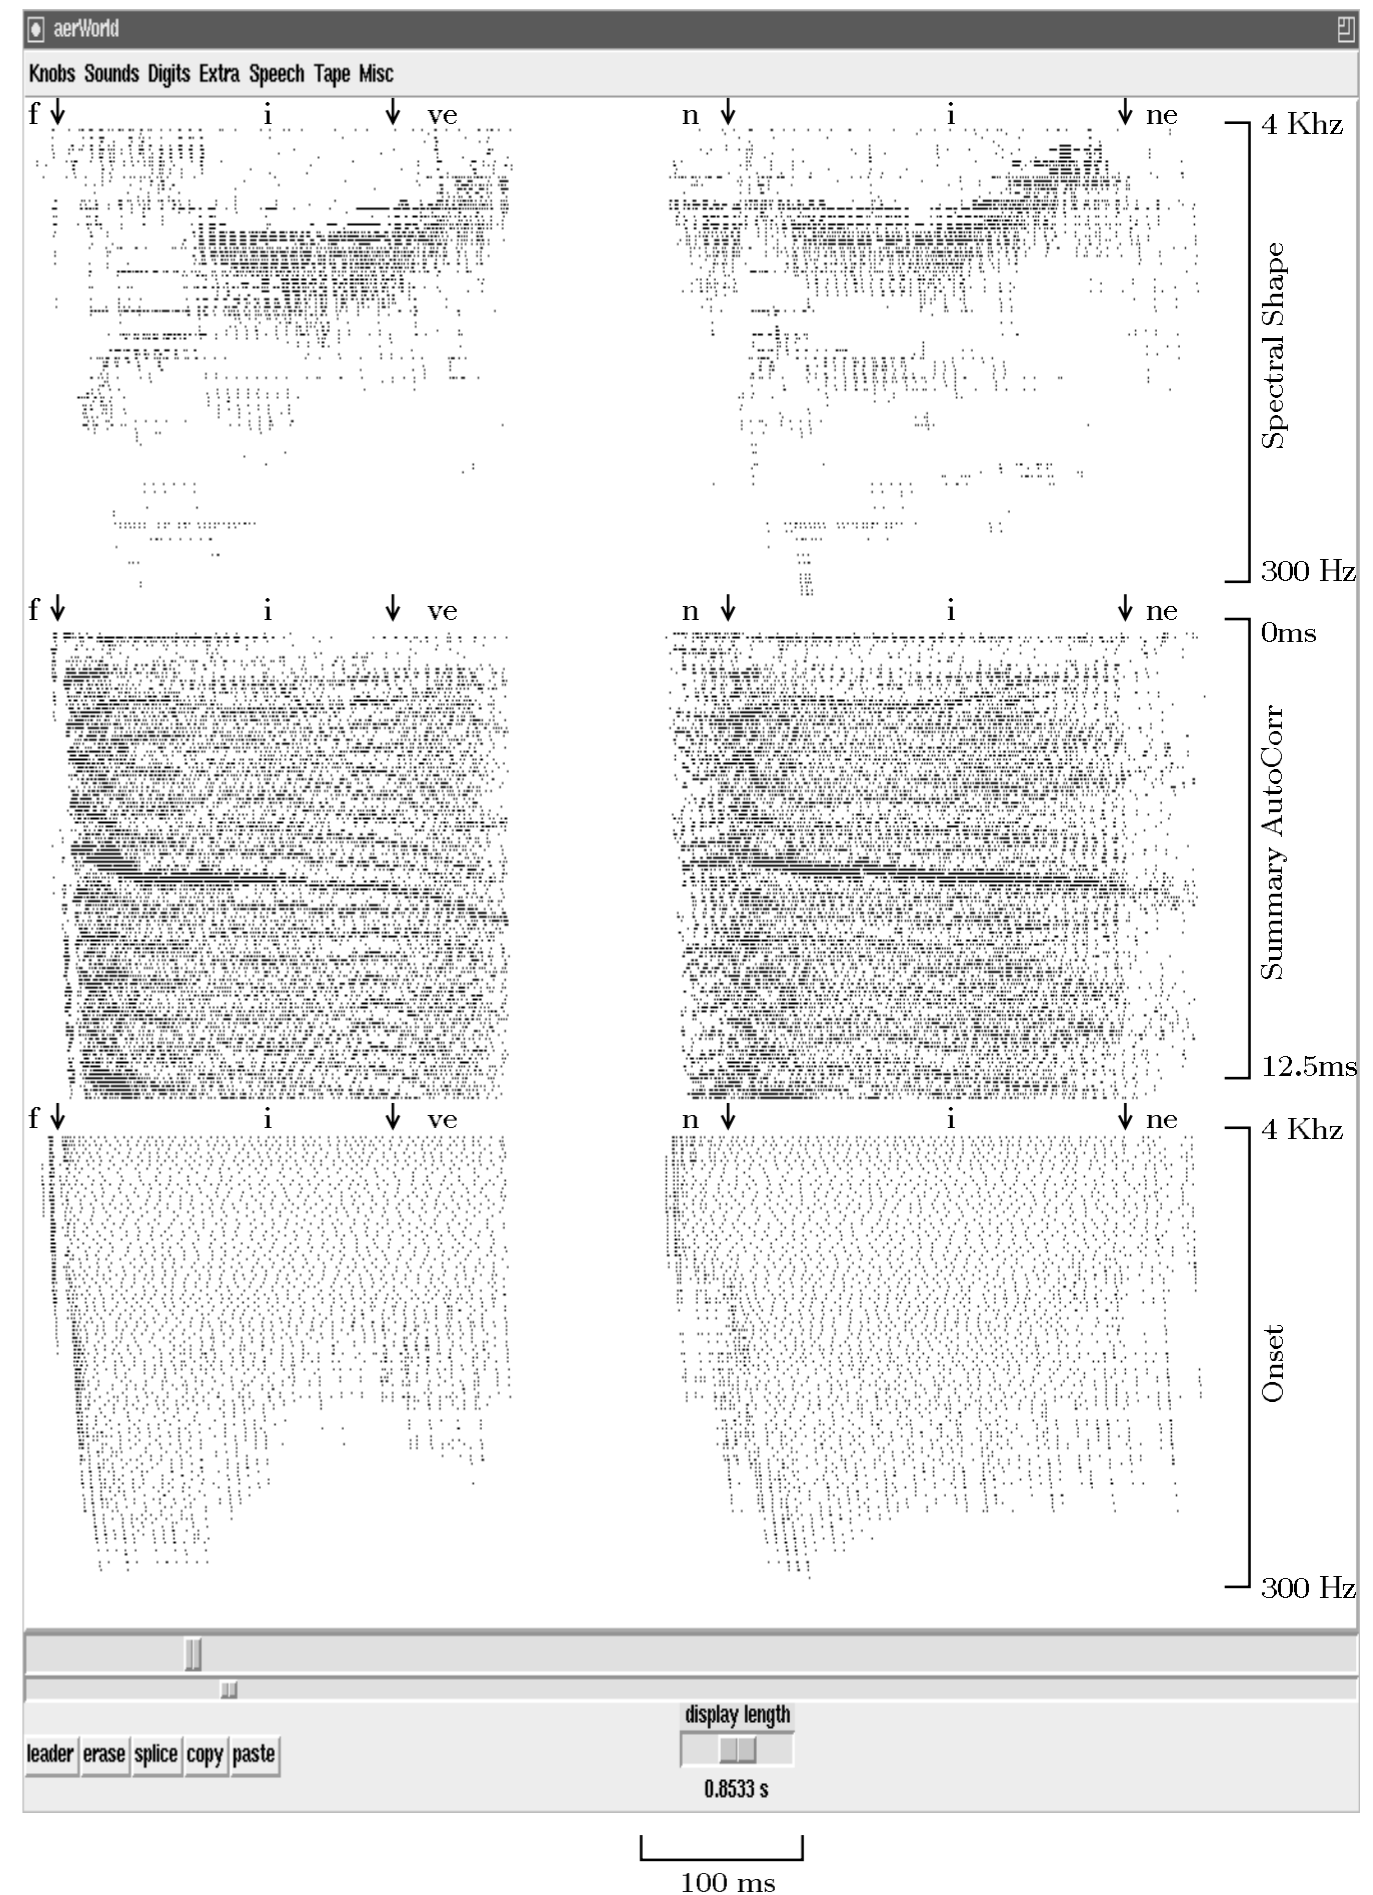 aerWorld
Knobs Sounds Digits Extra Speech Tape Misc
f i ve n i ne
4 Khz
Spectral Shape
300 Hz
f i ve n i ne
0ms
Summary AutoCorr
12.5ms
f i ve n i ne
4 Khz
Onset
300 Hz
display length
leader erase splice copy paste
0.8533 s
100 ms